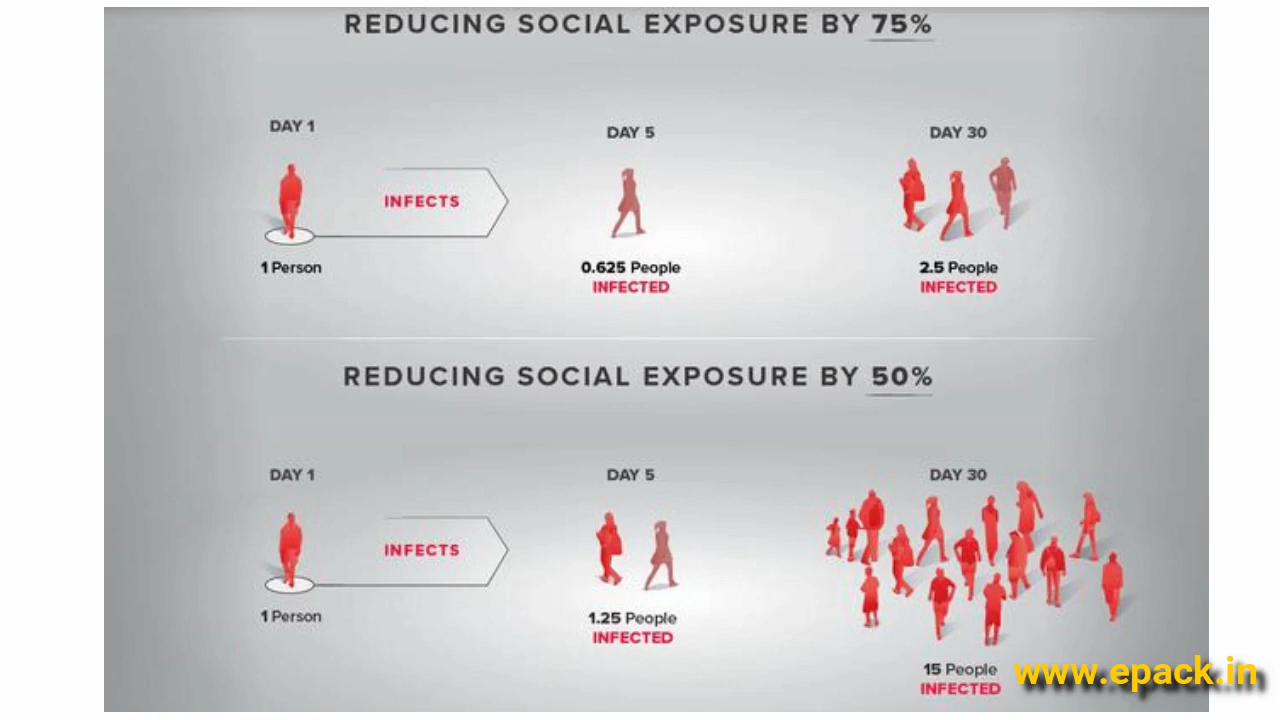 REDUCING SOCIAL EXPOSURE BY 75%
DAY 1
DAY 5
DAY 30
INFECTS
1 Person
0.625 People
INFECTED
2.5 People
INFECTED
REDUCING SOCIAL EXPOSURE BY 50%
DAY 1
DAY 5
DAY 30
INFECTS
1 Person
1.25 People
INFECTED
15 People
INFECTED
www.epack.in